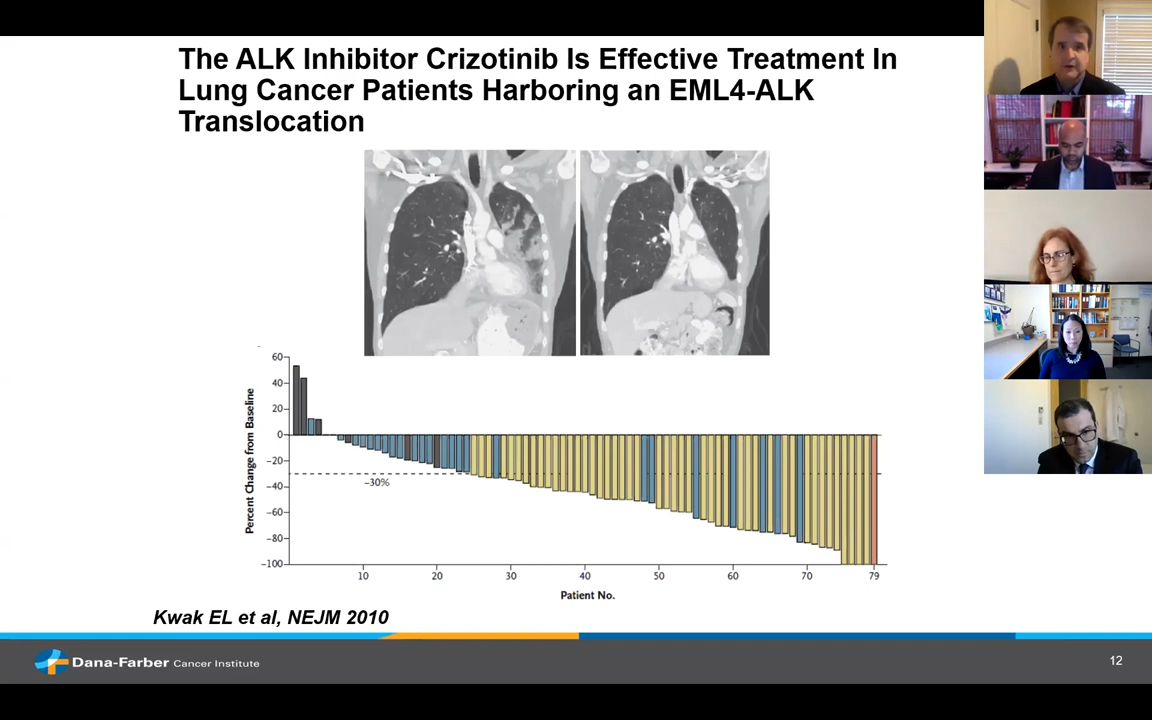 The ALK Inhibitor Crizotinib Is Effective Treatment In
Lung Cancer Patients Harboring an EML4-ALK
Translocation
Percent Change from Baseline
60
40
20
0
−20
−40
−60
−80
−100
−30%
10
20
30
40
50
60
70
79
Patient No.
Kwak EL et al, NEJM 2010
Dana-Farber Cancer Institute
12